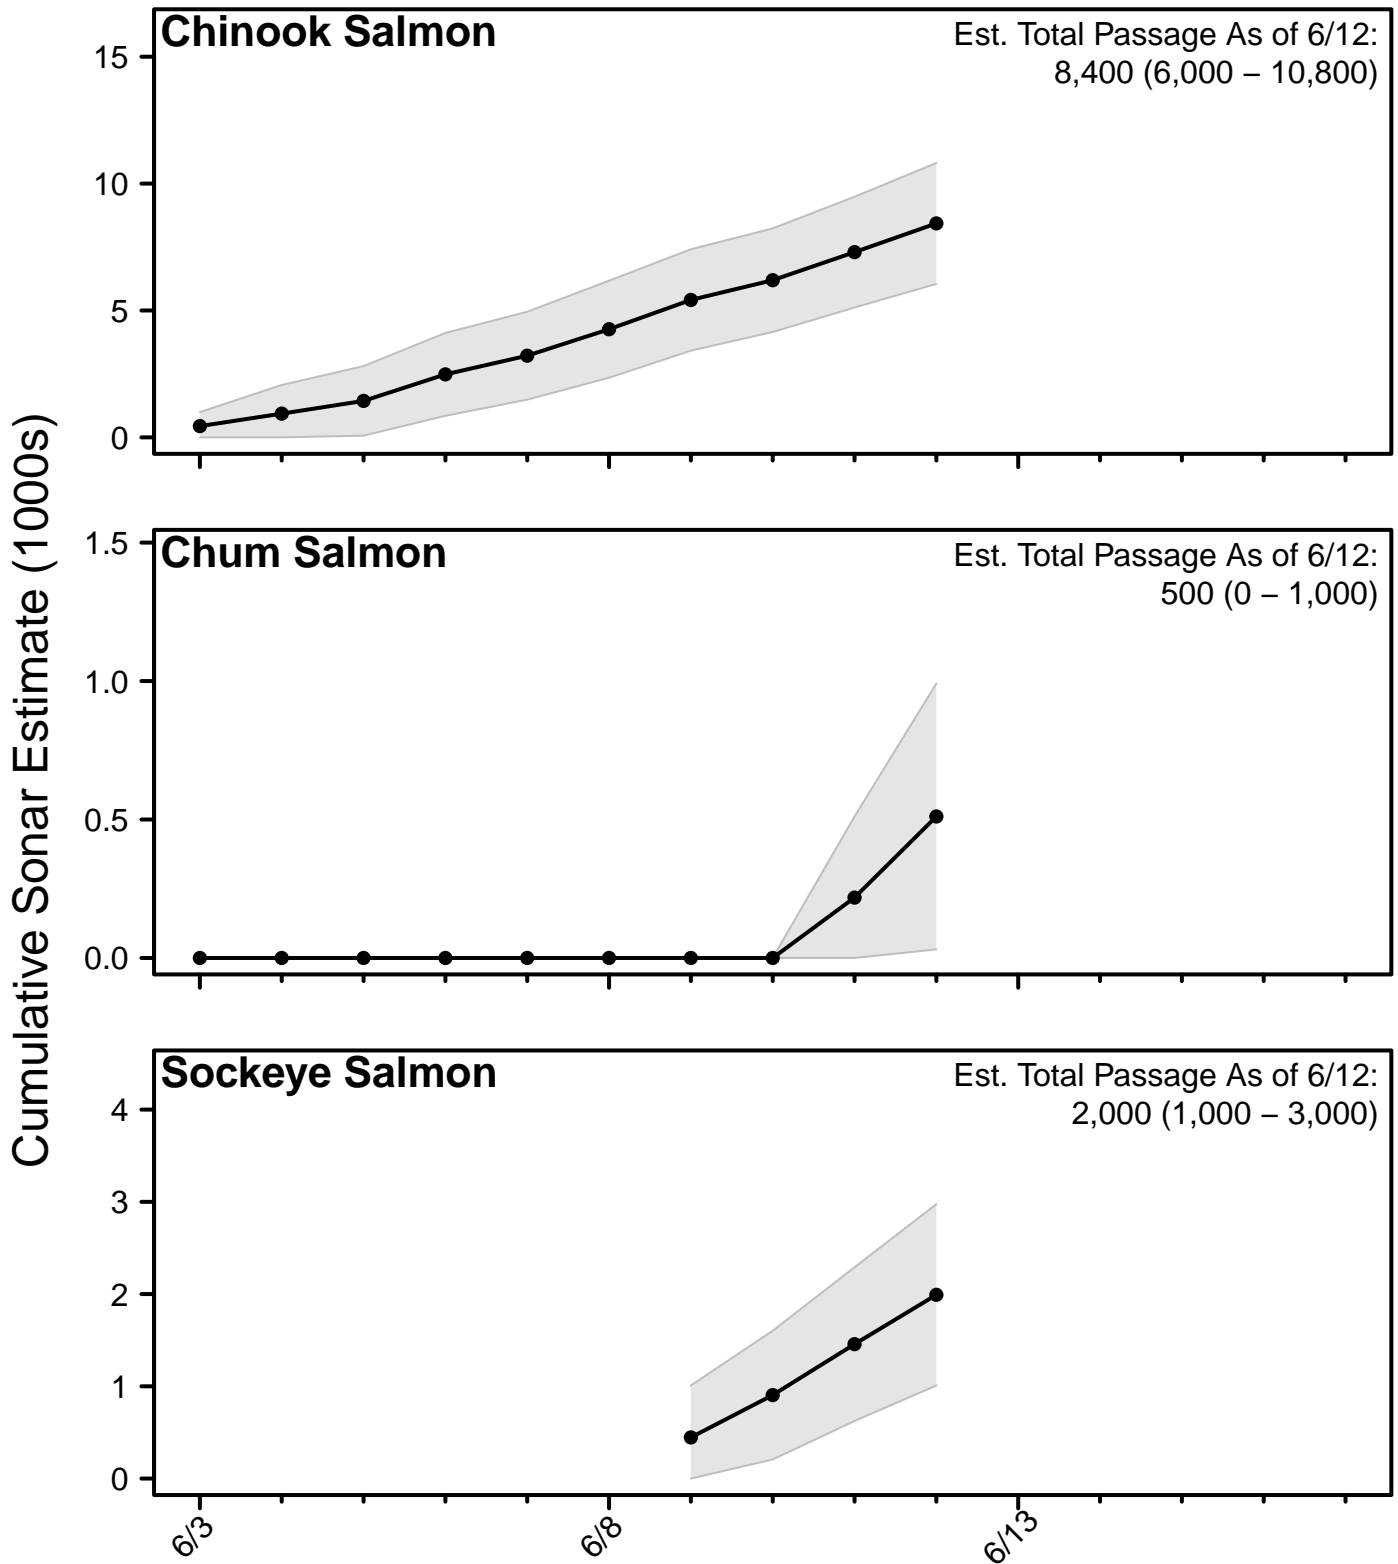 Cumulative Sonar Estimate (1000s)
Chinook Salmon
Est. Total Passage As of 6/12:
8,400 (6,000 − 10,800)
15
10
5
0
Chum Salmon
Est. Total Passage As of 6/12:
500 (0 − 1,000)
1.5
1.0
0.5
0.0
Sockeye Salmon
Est. Total Passage As of 6/12:
2,000 (1,000 − 3,000)
4
3
2
1
0
6/3
6/8
6/13